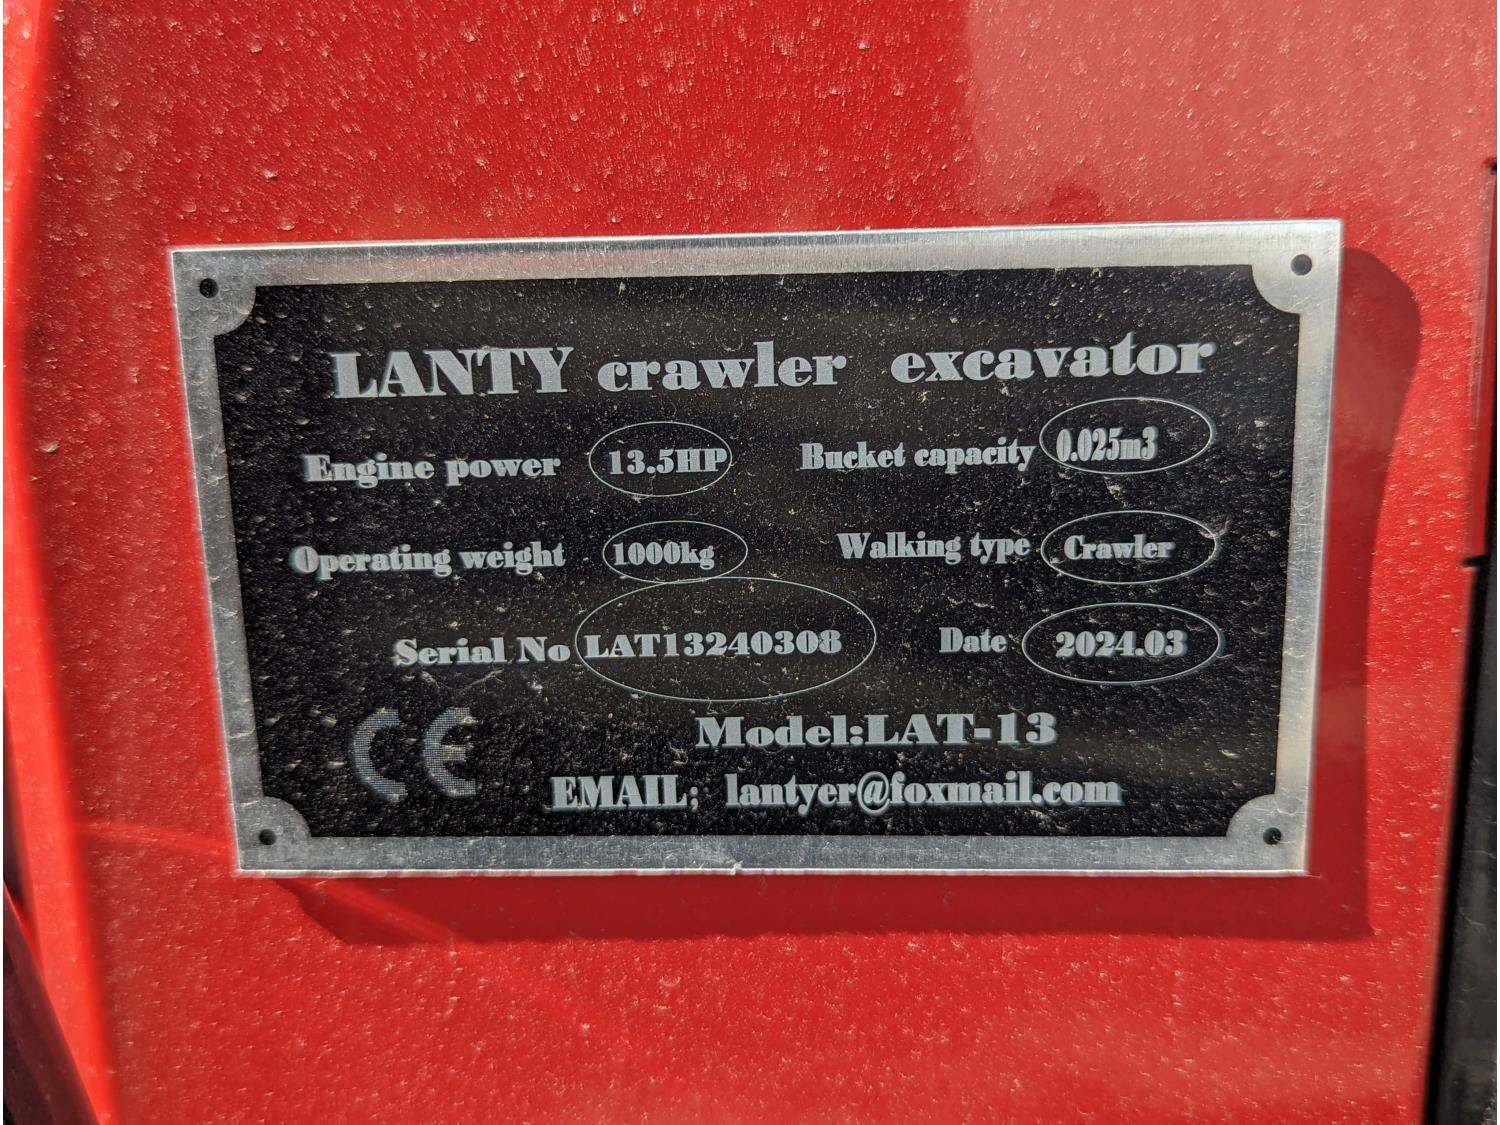 LANTY crawler excavator
Engine power 13.5HP Bucket capacity 0.025m3
Operating weight 1000kg Walking type Crawler
Serial No LAT13240308 Date 2024.03
CE
Model:LAT-13
EMAIL: lantyer@foxmail.com